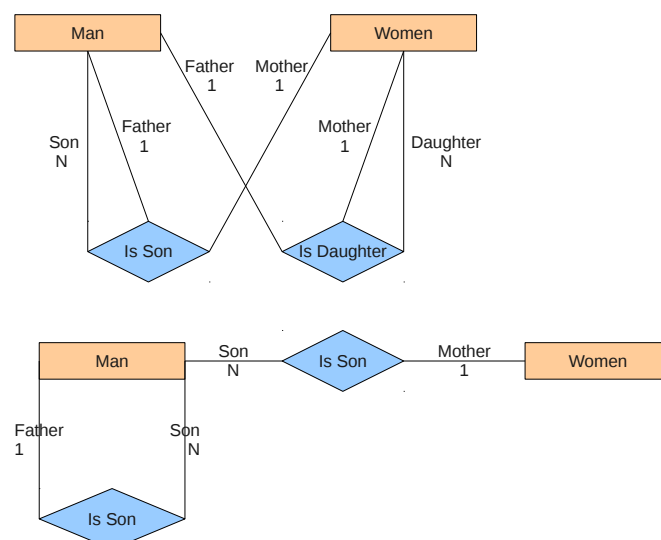 Man
Women
Father
1
Mother
1
Son
N
Father
1
Mother
1
Daughter
N
Is Son
Is Daughter
Man
Son
N
Is Son
Mother
1
Women
Father
1
Son
N
Is Son